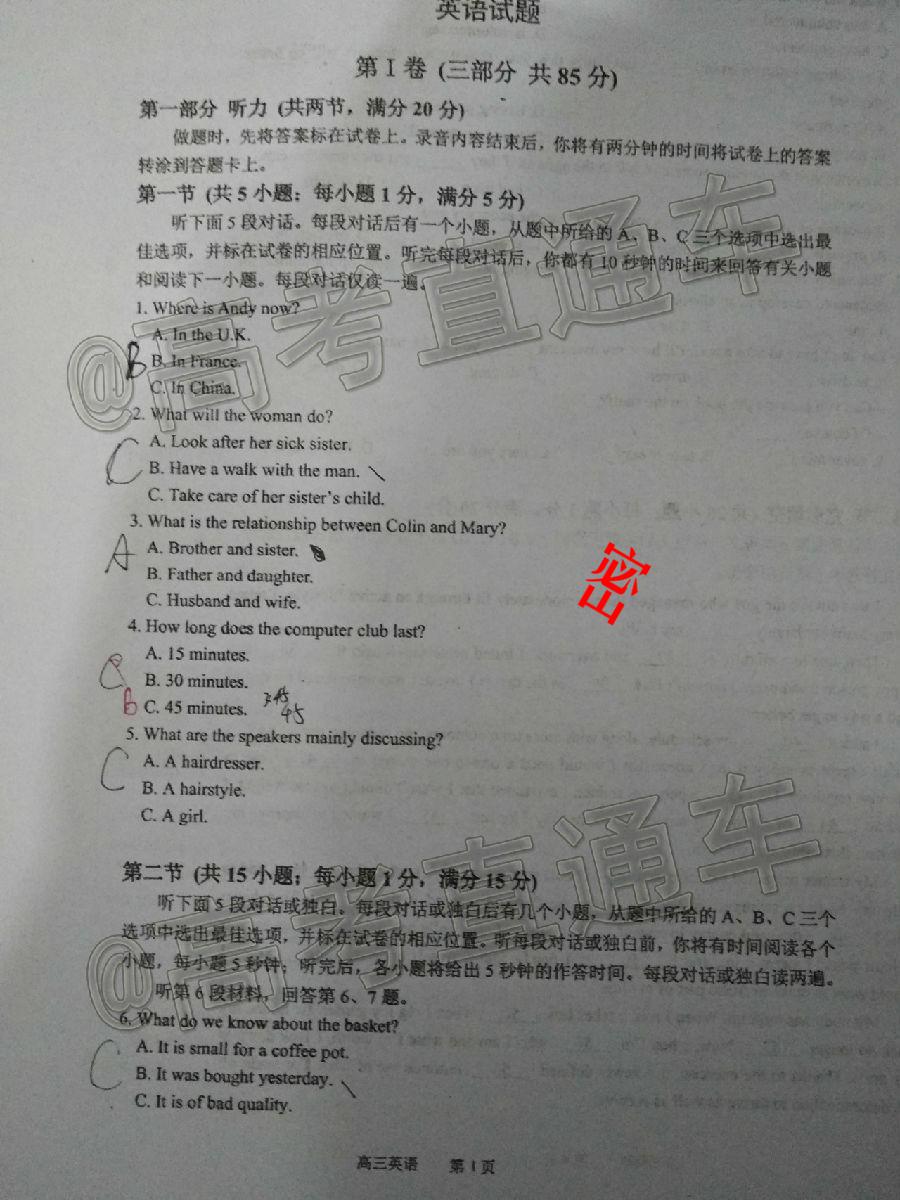 英语试题
第Ⅰ卷 (三部分 共85分)
第一部分 听力 (共两节，满分20分)
做题时，先将答案标在试卷上。录音内容结束后，你将有两分钟的时间将试卷上的答案
转涂到答题卡上。
第一节 (共5小题；每小题1分，满分5分)
听下面5段对话。每段对话后有一个小题，从题中所给的A、B、C三个选项中选出最
佳选项，并标在试卷的相应位置。听完每段对话后，你都有10秒钟的时间来回答有关小题
和阅读下一小题。每段对话仅读一遍。
1. Where is Andy now?
A. In the U.K.
B B. In France.
C. In China.
2. What will the woman do?
A. Look after her sick sister.
C B. Have a walk with the man.
C. Take care of her sister's child.
3. What is the relationship between Colin and Mary?
A A. Brother and sister.
B. Father and daughter.
C. Husband and wife.
4. How long does the computer club last?
A. 15 minutes.
C B. 30 minutes.
B C. 45 minutes. 45
5. What are the speakers mainly discussing?
C A. A hairdresser.
B. A hairstyle.
C. A girl.
第二节 (共15小题；每小题1分，满分15分)
听下面5段对话或独白。每段对话或独白后有几个小题，从题中所给的A、B、C三个
选项中选出最佳选项，并标在试卷的相应位置。听每段对话或独白前，你将有时间阅读各个
小题，每小题5秒钟；听完后，各小题将给出5秒钟的作答时间。每段对话或独白读两遍。
听第6段材料，回答第6、7题。
6. What do we know about the basket?
C A. It is small for a coffee pot.
B. It was bought yesterday.
C. It is of bad quality.
高三英语 第1页
@高考直通车
@高考直通车
密